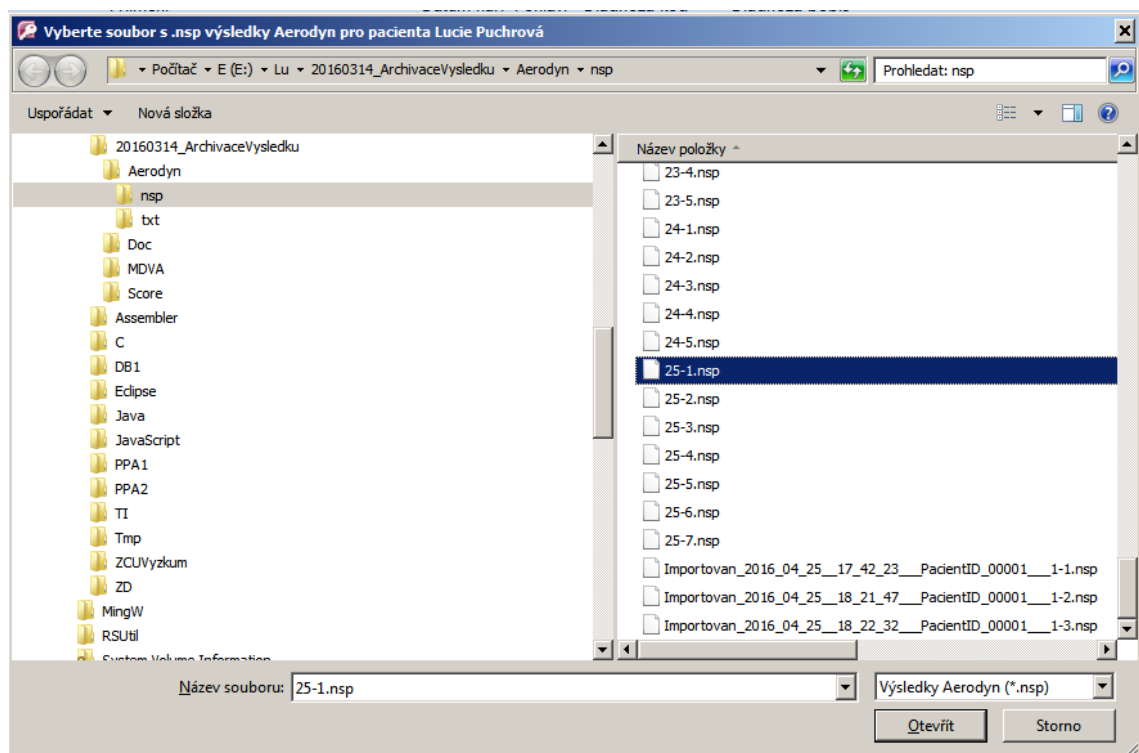 Vyberte soubor s .nsp výsledky Aerodyn pro pacienta Lucie Puchrová
Počítač E (E:) Lu 20160314_ArchivaceVysledku Aerodyn nsp
Prohledat: nsp
Uspořádat Nová složka
20160314_ArchivaceVysledku
Aerodyn
nsp
txt
Doc
MDVA
Score
Assembler
C
DB1
Eclipse
Java
JavaScript
PPA1
PPA2
TI
Tmp
ZCUVyzkum
ZD
MingW
RSUtil
System Volume Information
Název položky
23-4.nsp
23-5.nsp
24-1.nsp
24-2.nsp
24-3.nsp
24-4.nsp
24-5.nsp
25-1.nsp
25-2.nsp
25-3.nsp
25-4.nsp
25-5.nsp
25-6.nsp
25-7.nsp
Importovan_2016_04_25__17_42_23___PacientID_00001___1-1.nsp
Importovan_2016_04_25__18_21_47___PacientID_00001___1-2.nsp
Importovan_2016_04_25__18_22_32___PacientID_00001___1-3.nsp
Název souboru: 25-1.nsp
Výsledky Aerodyn (*.nsp)
Otevřít
Storno